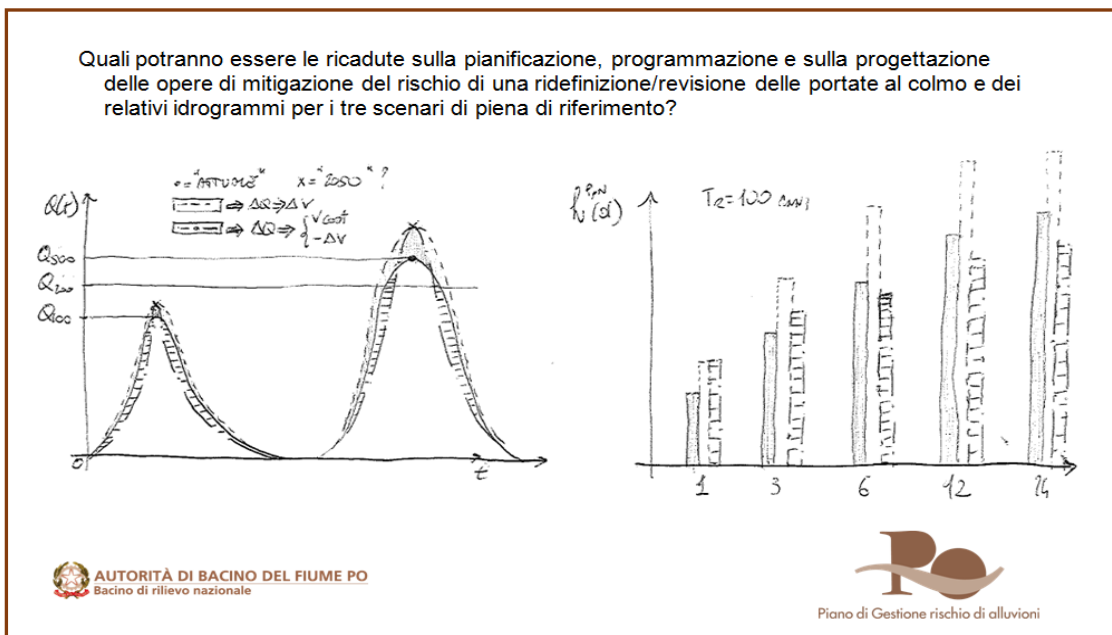 Quali potranno essere le ricadute sulla pianificazione, programmazione e sulla progettazione
delle opere di mitigazione del rischio di una ridefinizione/revisione delle portate al colmo e dei
relativi idrogrammi per i tre scenari di piena di riferimento?
•="ATTUALE" x="2050"?
⇒ ΔQ⇒ΔV
⇒ ΔQ⇒{V cost
-ΔV
Q(t)
Q500
Q200
Q100
0
t
h (d)
TR=100 anni
1 3 6 12 24
AUTORITÀ DI BACINO DEL FIUME PO
Bacino di rilievo nazionale
PO
Piano di Gestione rischio di alluvioni